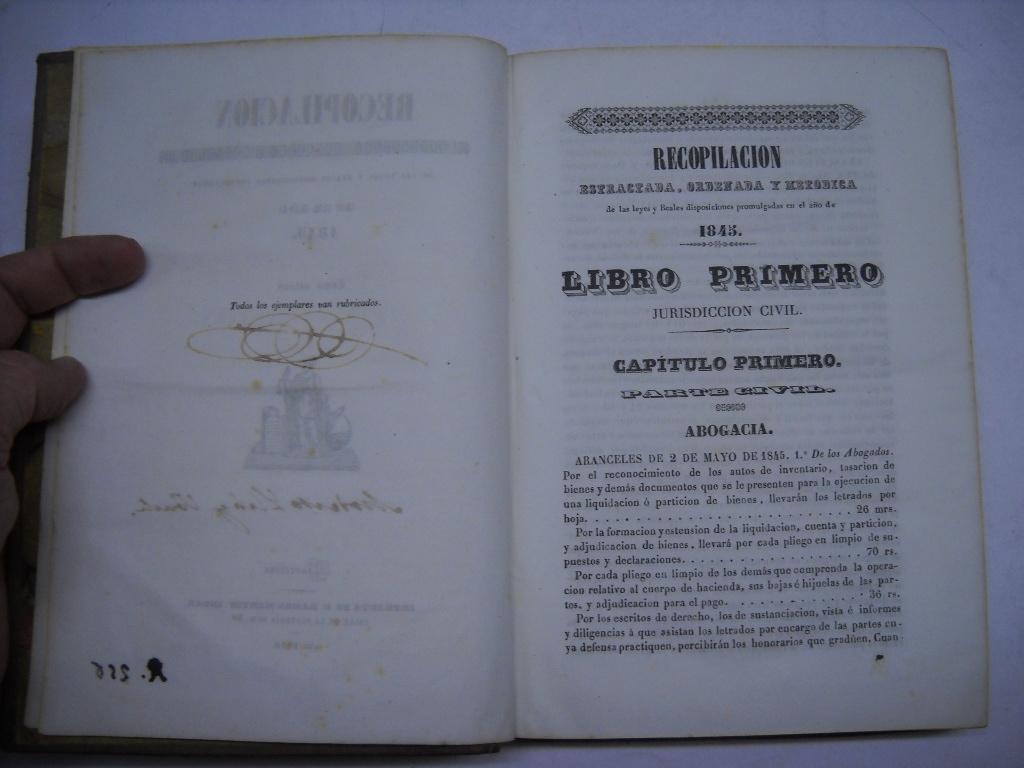 Todos los ejemplares van rubricados.
RECOPILACION
ESTRACTADA, ORDENADA Y METODICA
de las leyes y Reales disposiciones promulgadas en el año de
1845.
LIBRO PRIMERO
JURISDICCION CIVIL.
CAPÍTULO PRIMERO.
PARTE CIVIL.
ABOGACIA.
ARANCELES DE 2 DE MAYO DE 1845. 1.º De los Abogados.
Por el reconocimiento de los autos de inventario, tasacion de
bienes y demás documentos que se le presenten para la ejecucion de
una liquidacion ó particion de bienes, llevarán los letrados por
hoja. . . . . . . . . . . . . . . . . . . . . . . 26 mrs.
Por la formacion y estension de la liquidacion, cuenta y particion,
y adjudicacion de bienes, llevará por cada pliego en limpio de su-
puestos y declaraciones. . . . . . . . . . . . . . . . 70 rs.
Por cada pliego en limpio de los demás que comprenda la opera-
cion relativo al cuerpo de hacienda, sus bajas é hijuelas de las par-
tes, y adjudicacion para el pago. . . . . . . . . . . . 36 rs.
Por los escritos de derecho, los de sustanciacion, vista é informes
y diligencias á que asistan los letrados por encargo de las partes cu-
ya defensa practiquen, percibirán los honorarios que gradúen. Cuan-